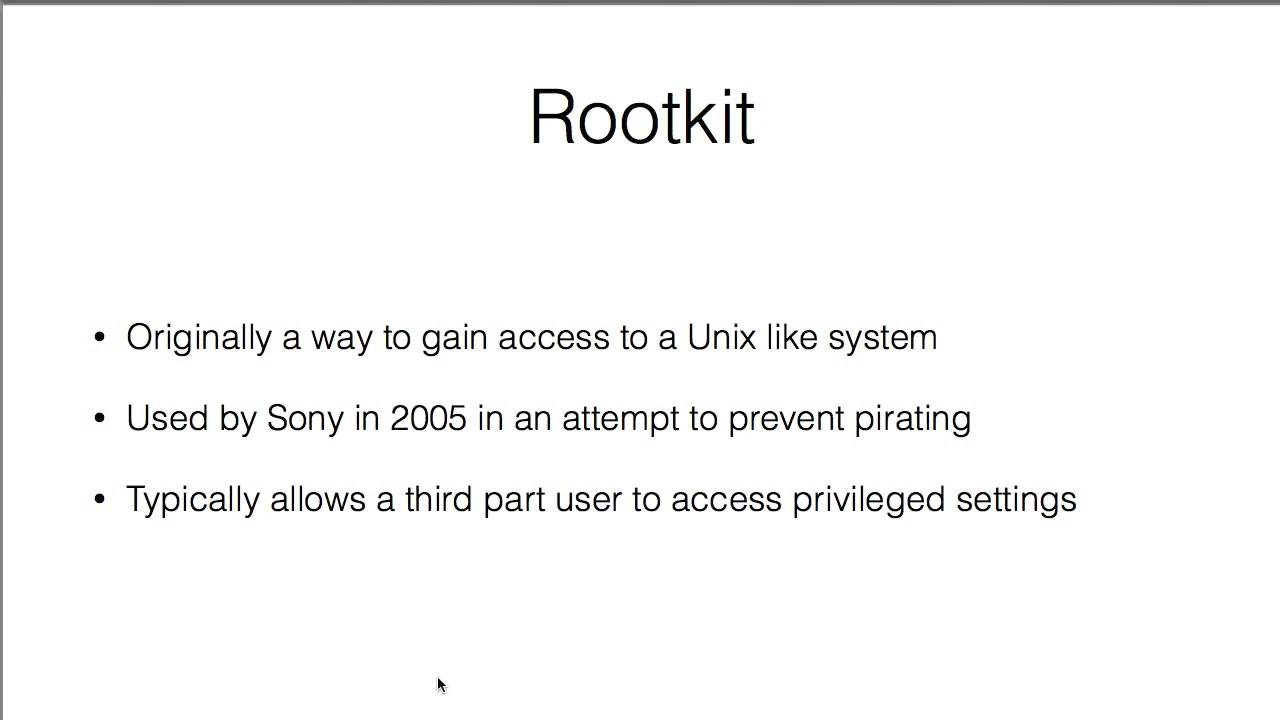 Rootkit
• Originally a way to gain access to a Unix like system
• Used by Sony in 2005 in an attempt to prevent pirating
• Typically allows a third part user to access privileged settings